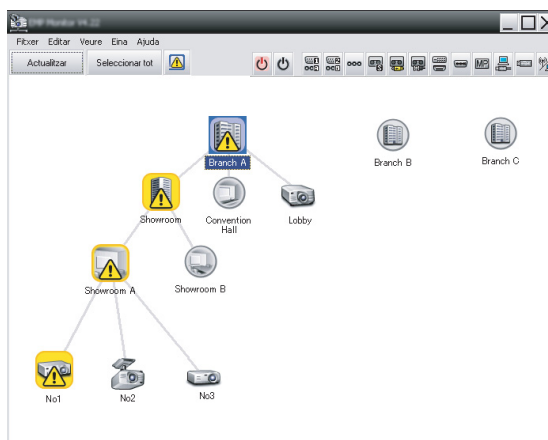 EMP Monitor V4.22
Fitxer Editar Veure Eina Ajuda
Actualitzar Seleccionar tot
MP
Branch A
Branch B
Branch C
Showroom
Convention
Hall
Lobby
Showroom A
Showroom B
No1
No2
No3